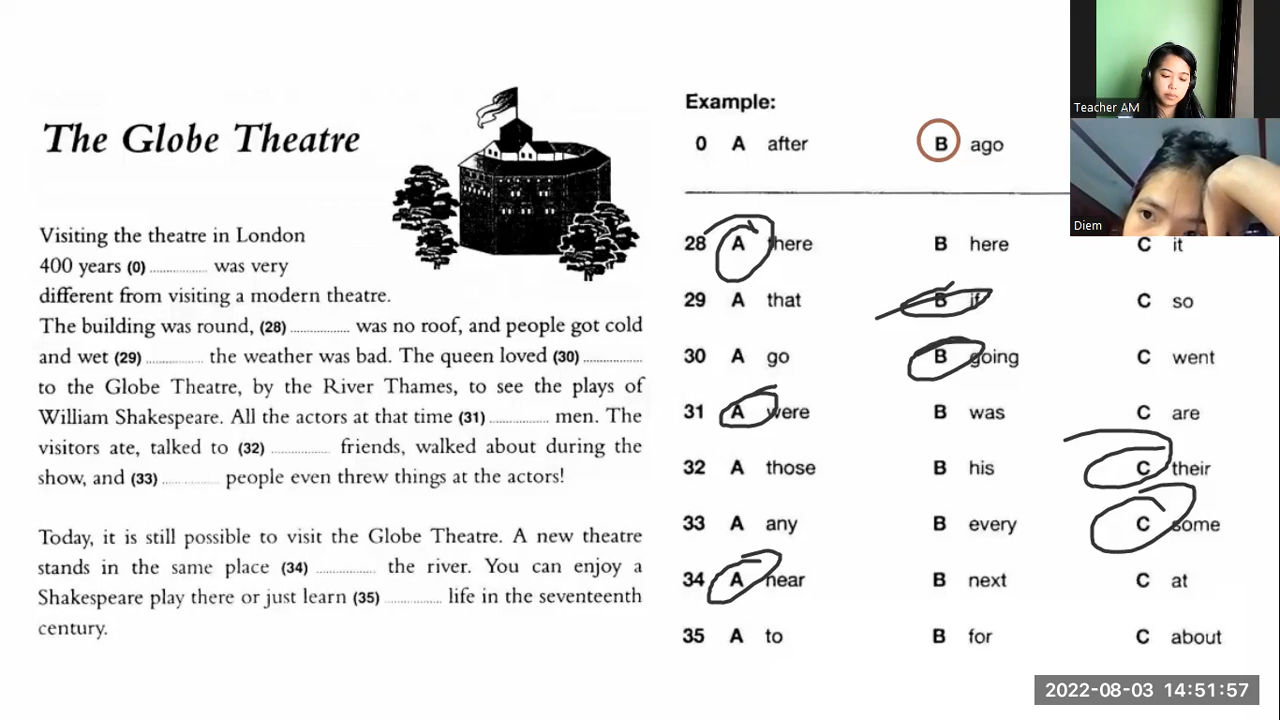 The Globe Theatre
Visiting the theatre in London
400 years (0) .............. was very
different from visiting a modern theatre.
The building was round, (28) .............. was no roof, and people got cold
and wet (29) .............. the weather was bad. The queen loved (30) ..............
to the Globe Theatre, by the River Thames, to see the plays of
William Shakespeare. All the actors at that time (31) .............. men. The
visitors ate, talked to (32) .............. friends, walked about during the
show, and (33) .............. people even threw things at the actors!
Today, it is still possible to visit the Globe Theatre. A new theatre
stands in the same place (34) .............. the river. You can enjoy a
Shakespeare play there or just learn (35) .............. life in the seventeenth
century.
Example:
0 A after B ago
28 A there B here C it
29 A that B if C so
30 A go B going C went
31 A were B was C are
32 A those B his C their
33 A any B every C some
34 A near B next C at
35 A to B for C about
Teacher AM
Diem
2022-08-03 14:51:57